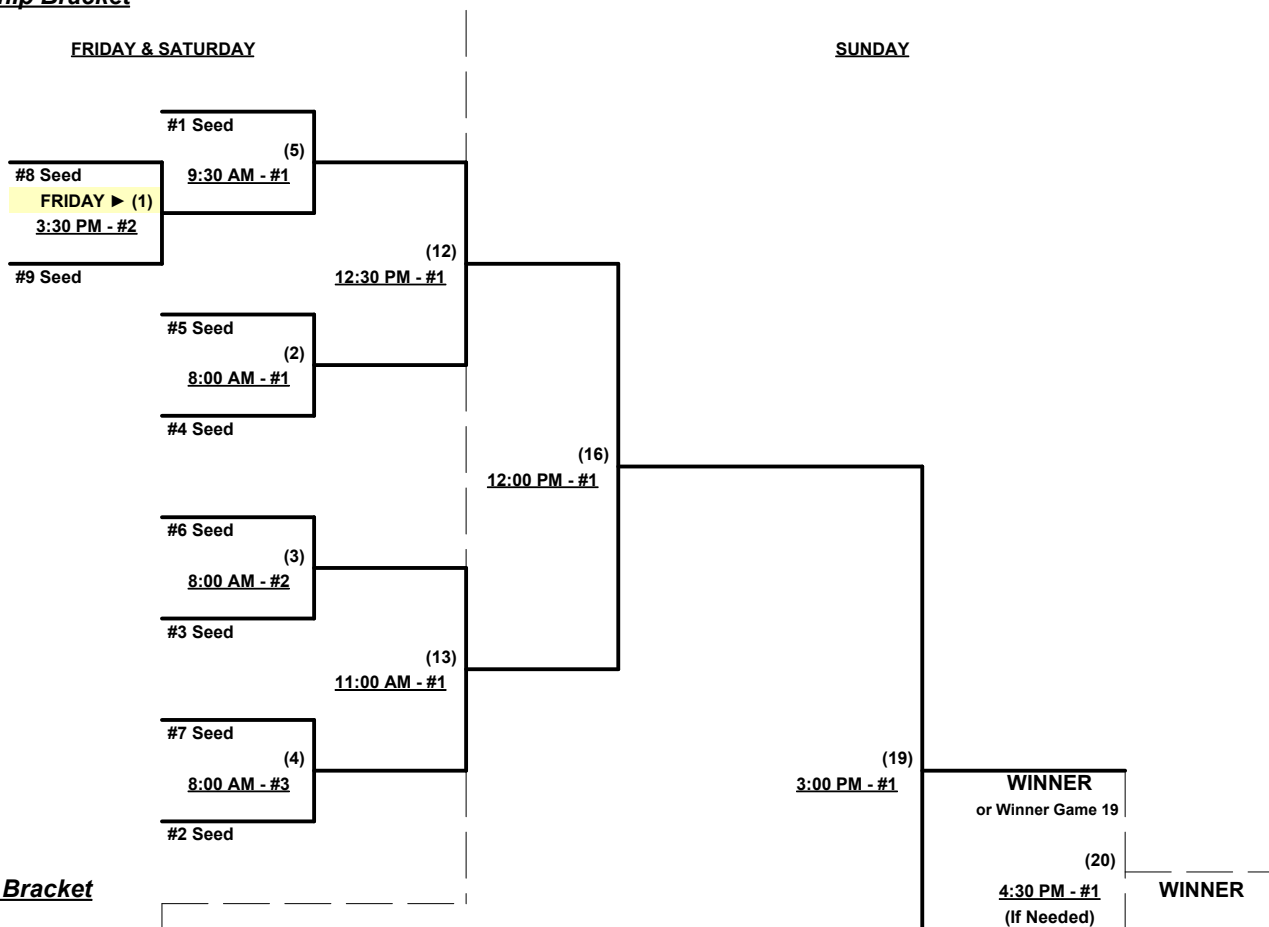 FRIDAY & SATURDAY
SUNDAY
#1 Seed
(5)
9:30 AM - #1
#8 Seed
FRIDAY ► (1)
3:30 PM - #2
#9 Seed
(12)
12:30 PM - #1
#5 Seed
(2)
8:00 AM - #1
#4 Seed
(16)
12:00 PM - #1
#6 Seed
(3)
8:00 AM - #2
#3 Seed
(13)
11:00 AM - #1
#7 Seed
(4)
8:00 AM - #3
#2 Seed
(19)
3:00 PM - #1
WINNER
or Winner Game 19
(20)
4:30 PM - #1
(If Needed)
WINNER
Bracket